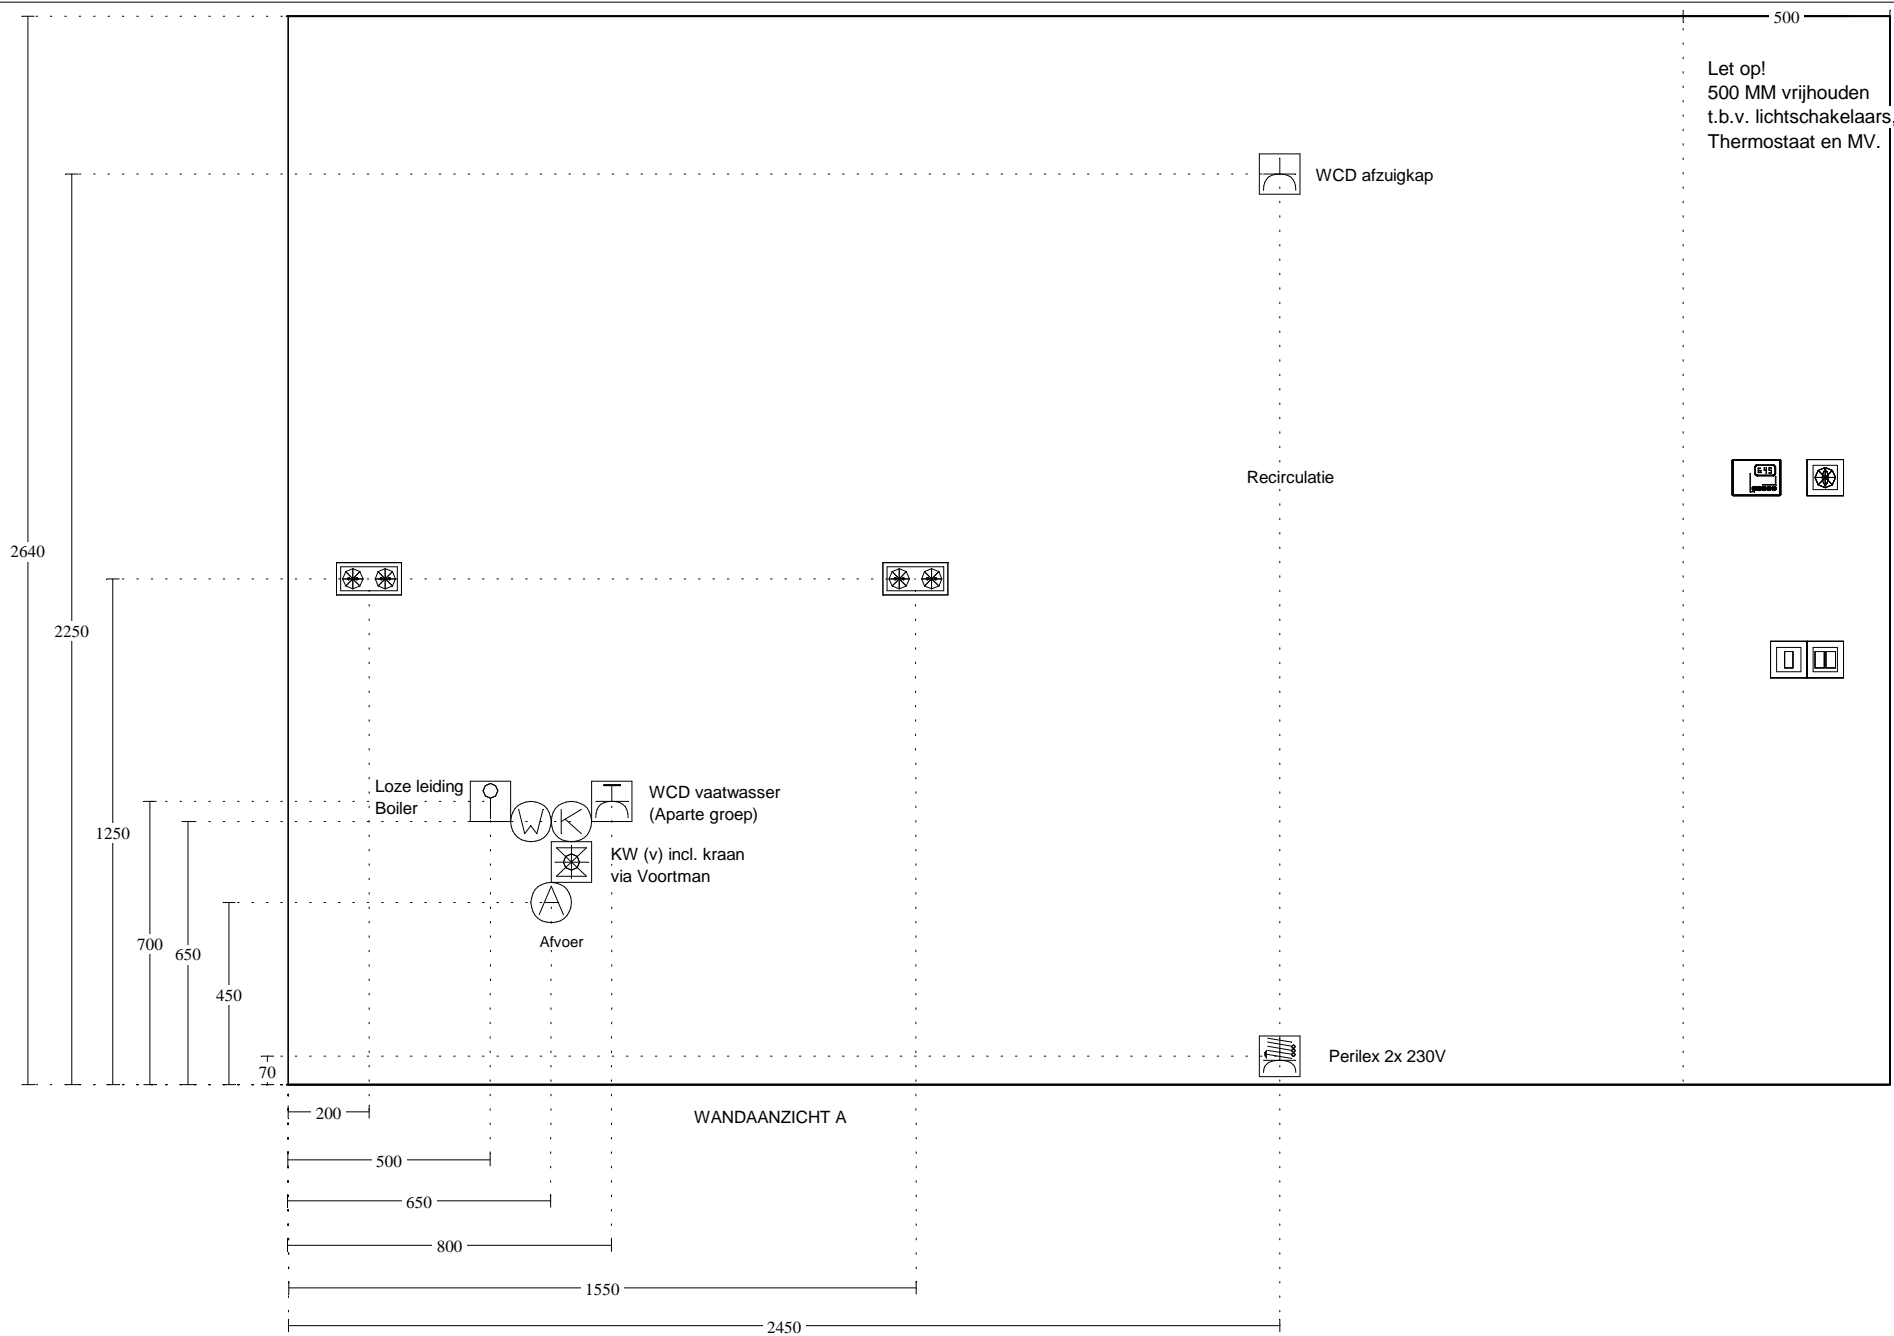 500
Let op!
500 MM vrijhouden
t.b.v. lichtschakelaars,
Thermostaat en MV.
WCD afzuigkap
Recirculatie
2640
2250
1250
700
650
450
70
Loze leiding
Boiler
W
K
WCD vaatwasser
(Aparte groep)
KW (v) incl. kraan
via Voortman
A
Afvoer
Perilex 2x 230V
WANDAANZICHT A
200
500
650
800
1550
2450